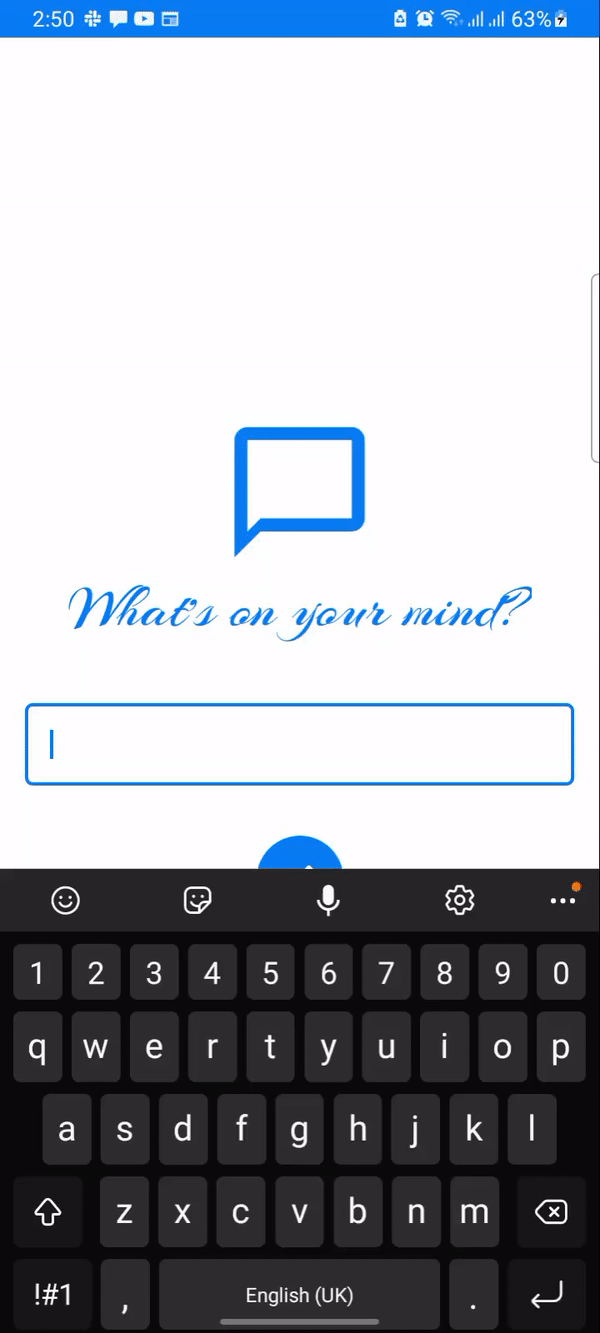 2:50 63%
What's on your mind?
1 2 3 4 5 6 7 8 9 0
q w e r t y u i o p
a s d f g h j k l
z x c v b n m
!#1 , English (UK) .